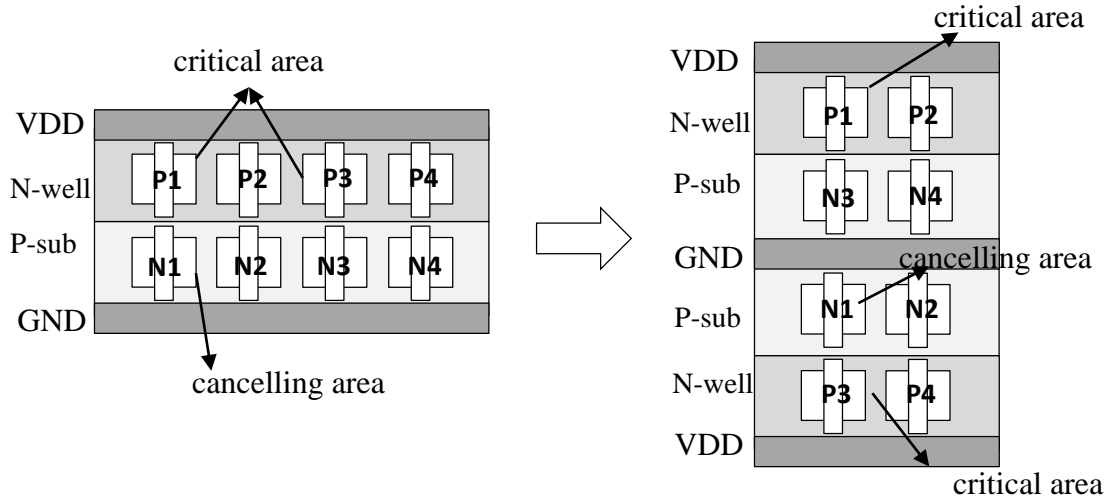 critical area
VDD
N-well
P1 P2 P3 P4
P-sub
N1 N2 N3 N4
GND
cancelling area
critical area
VDD
N-well
P1 P2
P-sub
N3 N4
GND
cancelling area
P-sub
N1 N2
N-well
P3 P4
VDD
critical area